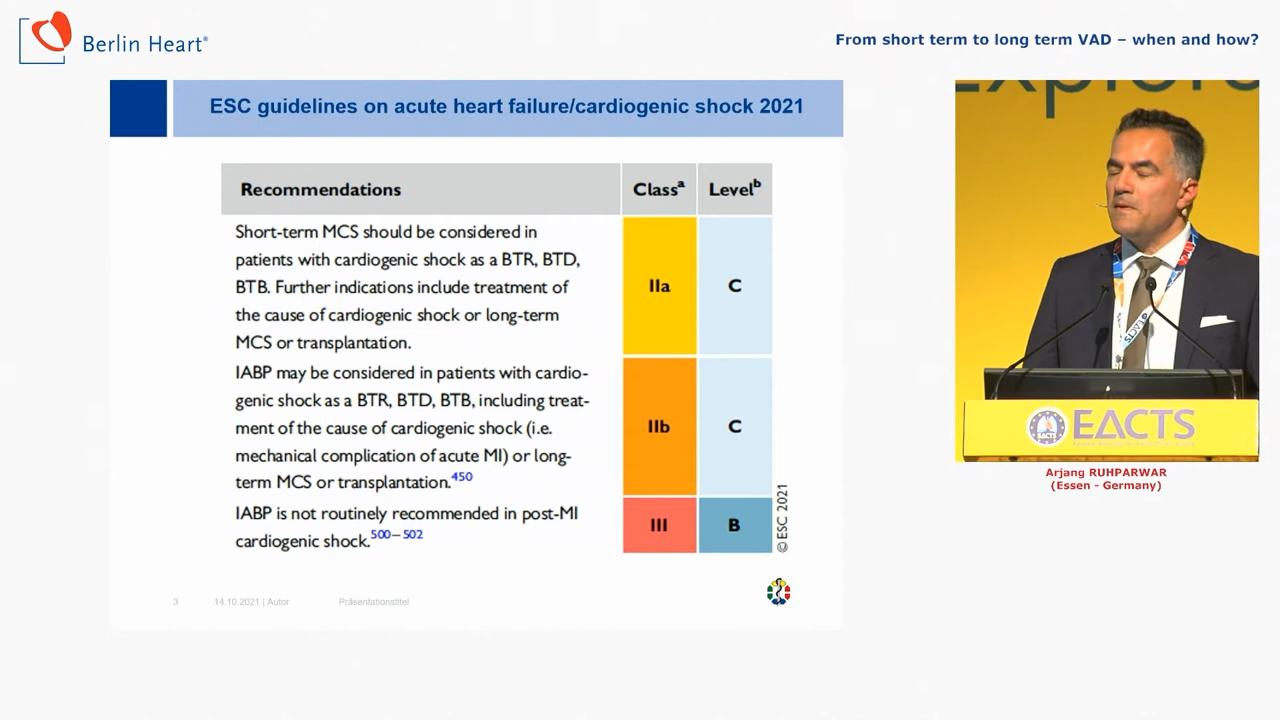 Berlin Heart®
From short term to long term VAD – when and how?
ESC guidelines on acute heart failure/cardiogenic shock 2021
Recommendations Classᵃ Levelᵇ
Short-term MCS should be considered in
patients with cardiogenic shock as a BTR, BTD,
BTB. Further indications include treatment of
the cause of cardiogenic shock or long-term
MCS or transplantation.
IIa C
IABP may be considered in patients with cardio-
genic shock as a BTR, BTD, BTB, including treat-
ment of the cause of cardiogenic shock (i.e.
mechanical complication of acute MI) or long-
term MCS or transplantation.450
IIb C
IABP is not routinely recommended in post-MI
cardiogenic shock.500–502
III B
© ESC 2021
3 14.10.2021 | Autor Präsentationstitel
EACTS
EACTS
Arjang RUHPARWAR
(Essen - Germany)